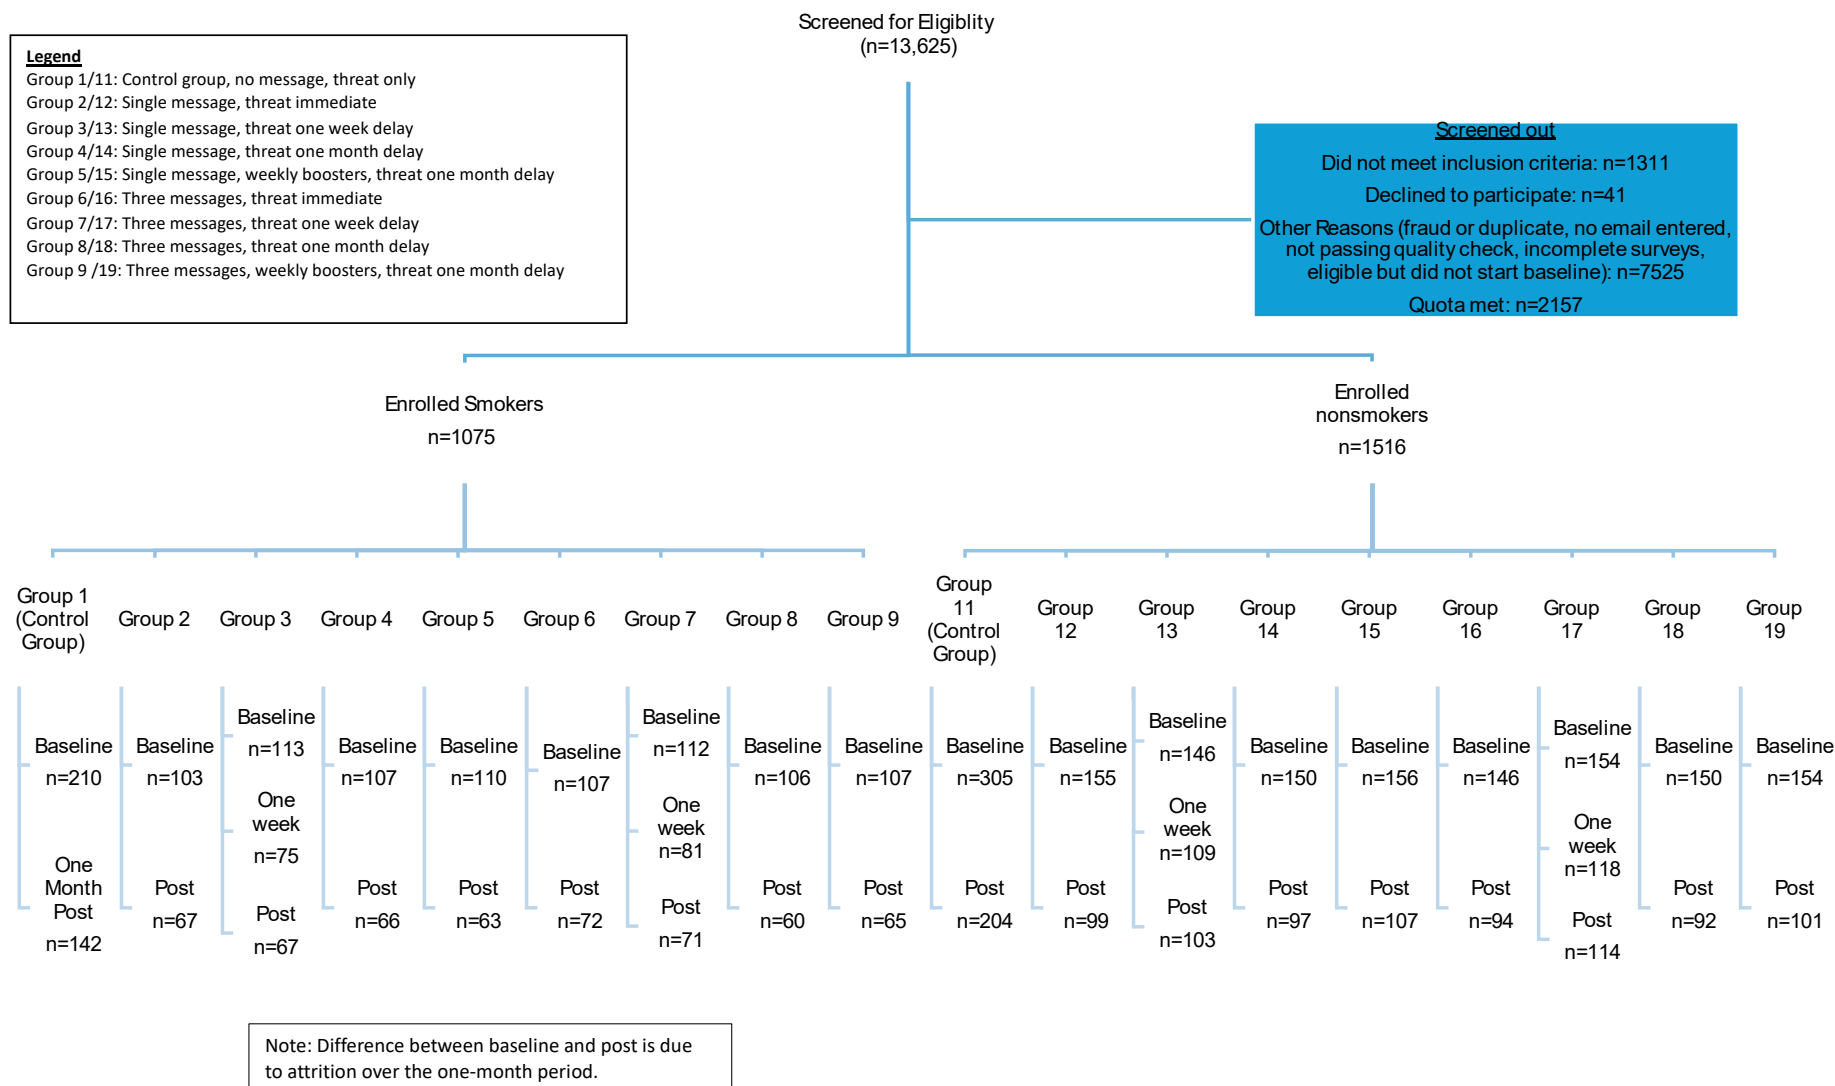 Screened for Eligiblity
(n=13,625)
Legend
Group 1/11: Control group, no message, threat only
Group 2/12: Single message, threat immediate
Group 3/13: Single message, threat one week delay
Group 4/14: Single message, threat one month delay
Group 5/15: Single message, weekly boosters, threat one month delay
Group 6/16: Three messages, threat immediate
Group 7/17: Three messages, threat one week delay
Group 8/18: Three messages, threat one month delay
Group 9 /19: Three messages, weekly boosters, threat one month delay
Screened out
Did not meet inclusion criteria: n=1311
Declined to participate: n=41
Other Reasons (fraud or duplicate, no email entered,
not passing quality check, incomplete surveys,
eligible but did not start baseline): n=7525
Quota met: n=2157
Enrolled Smokers
n=1075
Enrolled
nonsmokers
n=1516
Group 1
(Control
Group)
Baseline
n=210
One
Month
Post
n=142
Group 2
Baseline
n=103
Post
n=67
Group 3
Baseline
n=113
One
week
n=75
Post
n=67
Group 4
Baseline
n=107
Post
n=66
Group 5
Baseline
n=110
Post
n=63
Group 6
Baseline
n=107
Post
n=72
Group 7
Baseline
n=112
One
week
n=81
Post
n=71
Group 8
Baseline
n=106
Post
n=60
Group 9
Baseline
n=107
Post
n=65
Group
11
(Control
Group)
Baseline
n=305
Post
n=204
Group
12
Baseline
n=155
Post
n=99
Group
13
Baseline
n=146
One
week
n=109
Post
n=103
Group
14
Baseline
n=150
Post
n=97
Group
15
Baseline
n=156
Post
n=107
Group
16
Baseline
n=146
Post
n=94
Group
17
Baseline
n=154
One
week
n=118
Post
n=114
Group
18
Baseline
n=150
Post
n=92
Group
19
Baseline
n=154
Post
n=101
Note: Difference between baseline and post is due
to attrition over the one-month period.